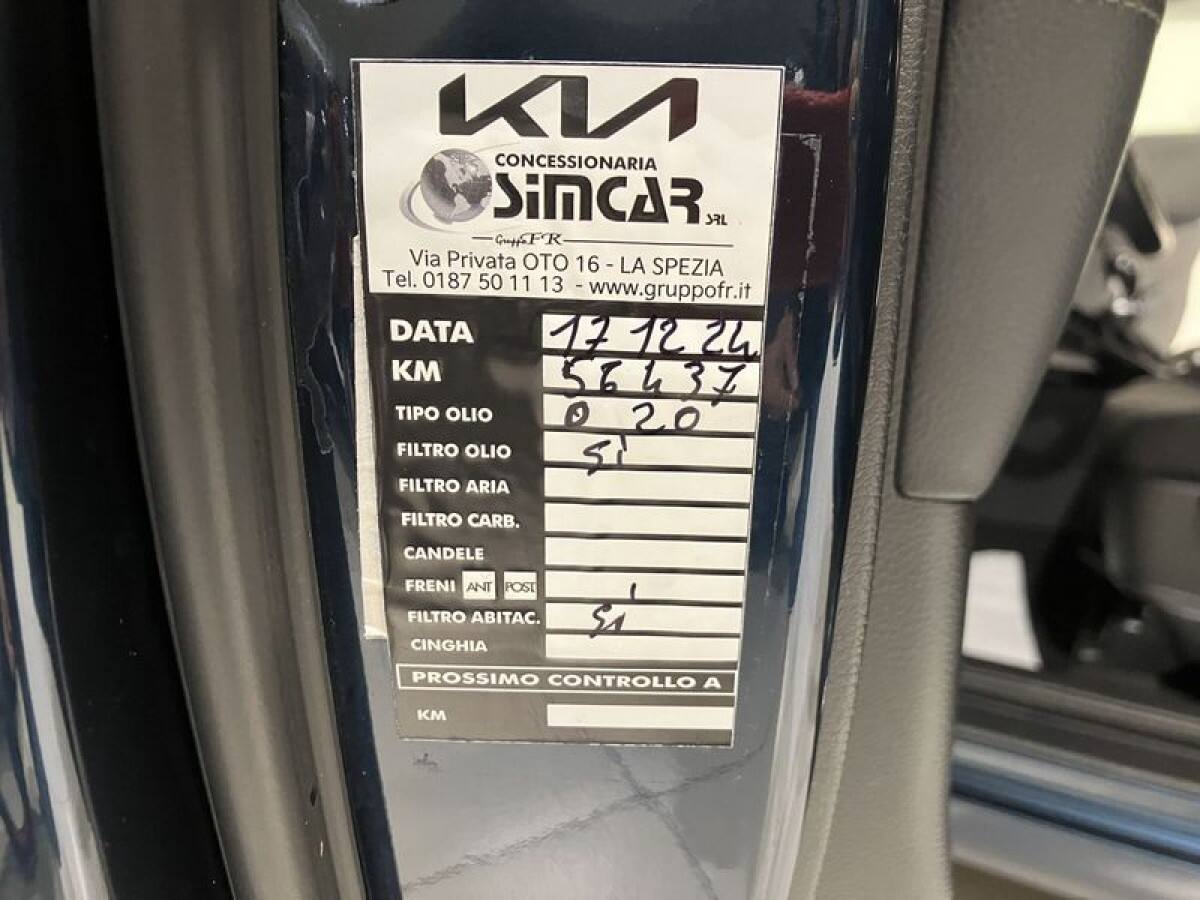 KIA
CONCESSIONARIA
SIMCAR SRL
Gruppo FR
Via Privata OTO 16 - LA SPEZIA
Tel. 0187 50 11 13 - www.gruppofr.it
DATA 17 12 24
KM 56437
TIPO OLIO 0 20
FILTRO OLIO Sì
FILTRO ARIA
FILTRO CARB.
CANDELE
FRENI ANT POST
FILTRO ABITAC. Sì
CINGHIA
PROSSIMO CONTROLLO A
KM